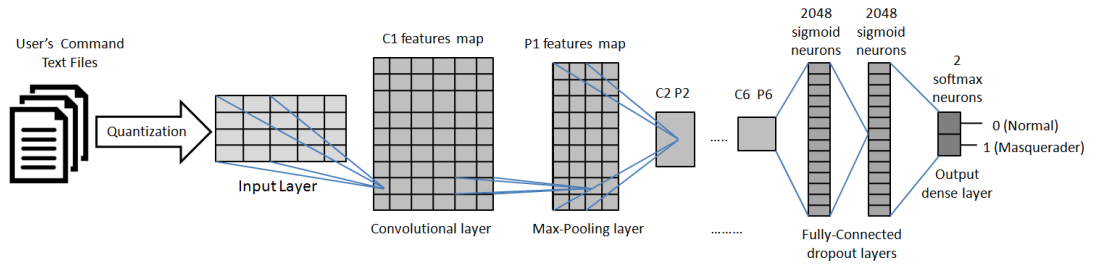 User's Command
Text Files
Quantization
Input Layer
C1 features map
Convolutional layer
P1 features map
Max-Pooling layer
C2 P2
.....
.........
C6 P6
2048
sigmoid
neurons
2048
sigmoid
neurons
Fully-Connected
dropout layers
2
softmax
neurons
0 (Normal)
1 (Masquerader)
Output
dense layer